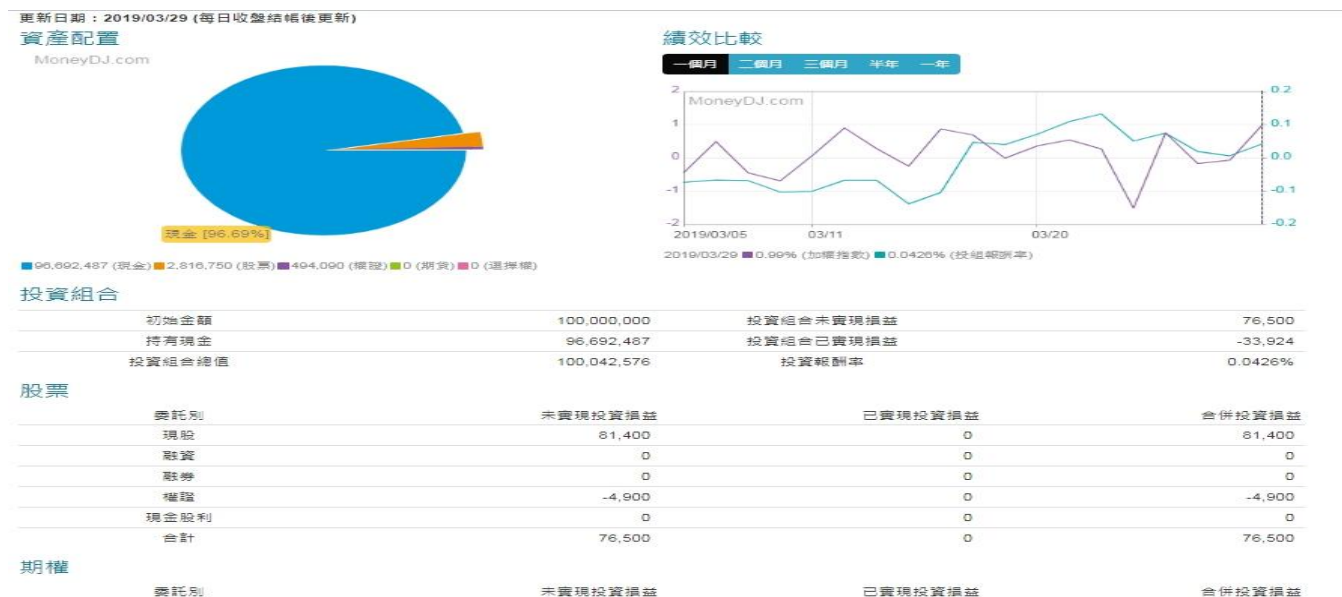 更新日期：2019/03/29 (每日收盤結帳後更新)
資產配置
MoneyDJ.com
現金 [96.69%]
96,692,487 (現金) 2,816,750 (股票) 494,090 (權證) 0 (期貨) 0 (選擇權)
績效比較
一個月 二個月 三個月 半年 一年
MoneyDJ.com
2 0.2
1 0.1
0 0.0
-1 -0.1
-2 -0.2
2019/03/05 03/11 03/20
2019/03/29 0.99% (加權指數) 0.0426% (投組報酬率)
投資組合
初始金額 100,000,000 投資組合未實現損益 76,500
持有現金 96,692,487 投資組合已實現損益 -33,924
投資組合總值 100,042,576 投資報酬率 0.0426%
股票
委託別 未實現投資損益 已實現投資損益 合併投資損益
現股 81,400 0 81,400
融資 0 0 0
融券 0 0 0
權證 -4,900 0 -4,900
現金股利 0 0 0
合計 76,500 0 76,500
期權
委託別 未實現投資損益 已實現投資損益 合併投資損益